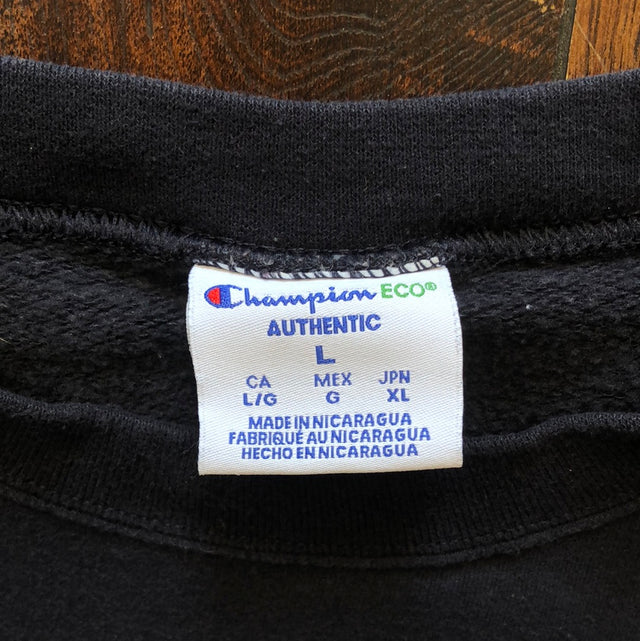 Champion ECO®
AUTHENTIC
L
CA MEX JPN
L/G G XL
MADE IN NICARAGUA
FABRIQUÉ AU NICARAGUA
HECHO EN NICARAGUA